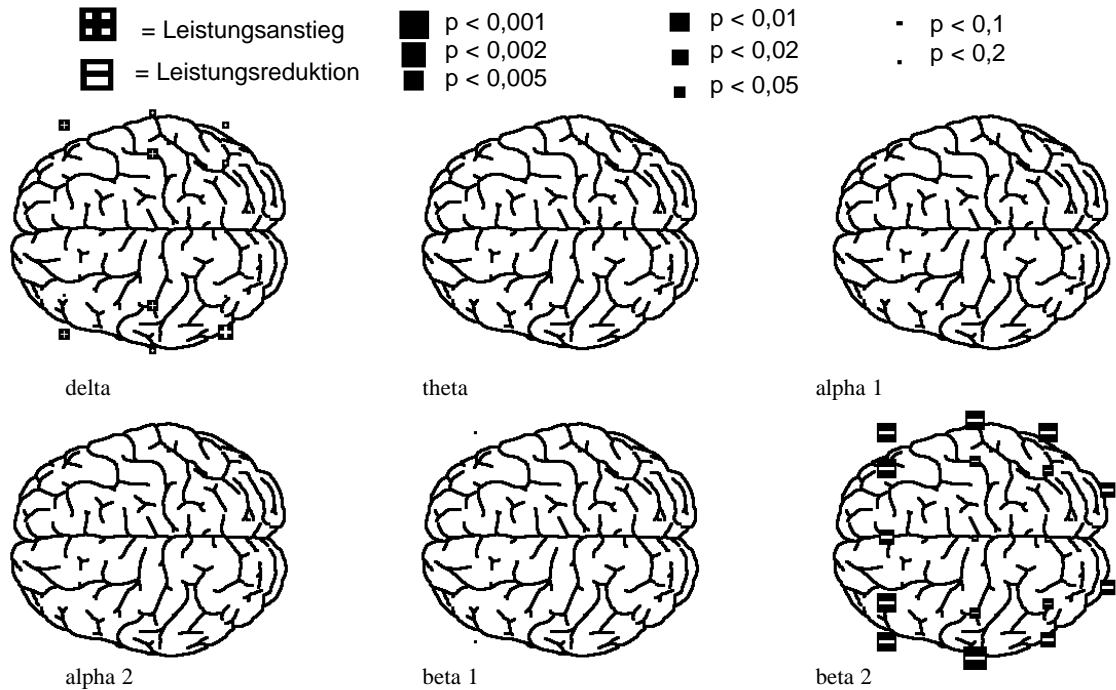 = Leistungsanstieg
= Leistungsreduktion
p < 0,001
p < 0,002
p < 0,005
p < 0,01
p < 0,02
p < 0,05
p < 0,1
p < 0,2
delta
theta
alpha 1
alpha 2
beta 1
beta 2